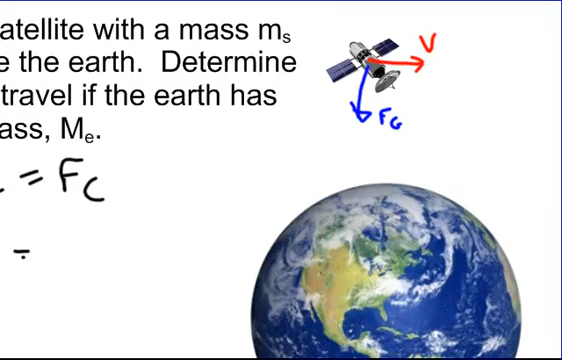 atellite with a mass mₛ
e the earth. Determine
travel if the earth has
ass, Mₑ.
V
F_G
= F_C